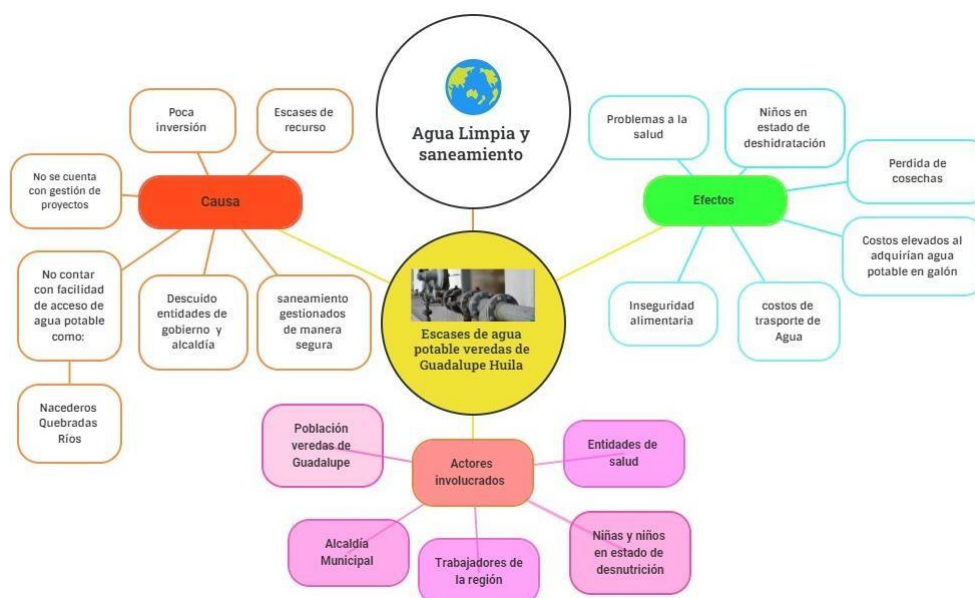 Agua Limpia y
saneamiento
Poca
inversión
Escases de
recurso
No se cuenta
con gestión de
proyectos
Causa
No contar
con facilidad
de acceso de
agua potable
como:
Descuido
entidades de
gobierno y
alcaldía
saneamiento
gestionados
de manera
segura
Nacederos
Quebradas
Ríos
Escases de agua
potable veredas de
Guadalupe Huila
Problemas a la
salud
Niños en
estado de
deshidratación
Perdida de
cosechas
Efectos
Costos elevados al
adquirían agua
potable en galón
Inseguridad
alimentaria
costos de
trasporte de
Agua
Población
veredas de
Guadalupe
Actores
involucrados
Entidades de
salud
Alcaldía
Municipal
Trabajadores de
la región
Niñas y niños
en estado de
desnutrición